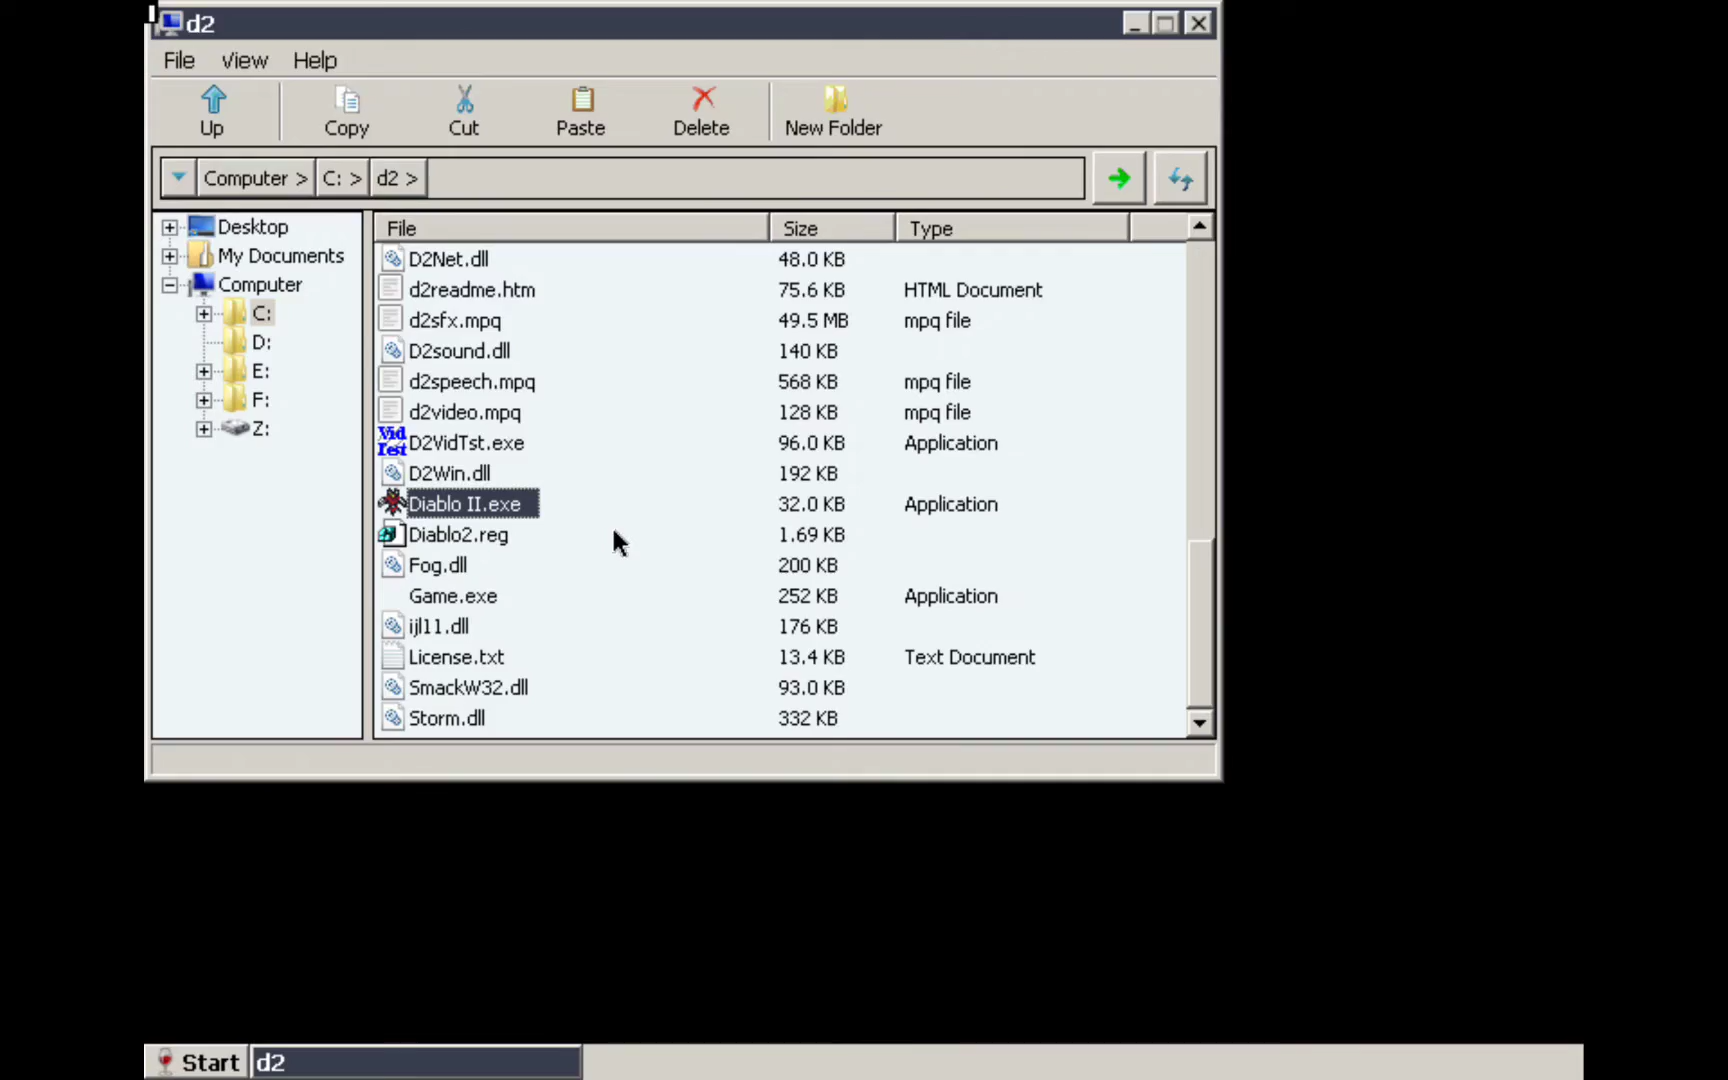 d2
File View Help
Up Copy Cut Paste Delete New Folder
Computer > C: > d2 >
Desktop
My Documents
Computer
C:
D:
E:
F:
Z:
File Size Type
D2Net.dll 48.0 KB
d2readme.htm 75.6 KB HTML Document
d2sfx.mpq 49.5 MB mpq file
D2sound.dll 140 KB
d2speech.mpq 568 KB mpq file
d2video.mpq 128 KB mpq file
Vid Test D2VidTst.exe 96.0 KB Application
D2Win.dll 192 KB
Diablo II.exe 32.0 KB Application
Diablo2.reg 1.69 KB
Fog.dll 200 KB
Game.exe 252 KB Application
ijl11.dll 176 KB
License.txt 13.4 KB Text Document
SmackW32.dll 93.0 KB
Storm.dll 332 KB
Start d2